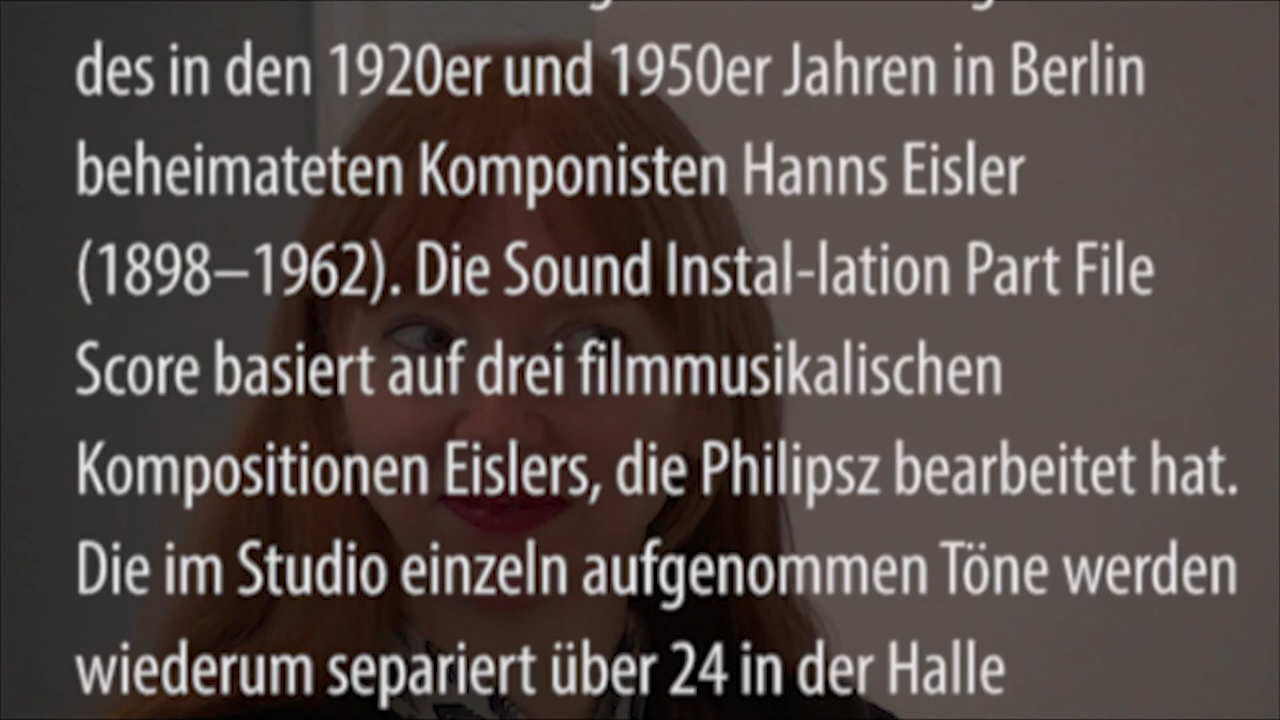 des in den 1920er und 1950er Jahren in Berlin
beheimateten Komponisten Hanns Eisler
(1898–1962). Die Sound Instal-lation Part File
Score basiert auf drei filmmusikalischen
Kompositionen Eislers, die Philipsz bearbeitet hat.
Die im Studio einzeln aufgenommen Töne werden
wiederum separiert über 24 in der Halle